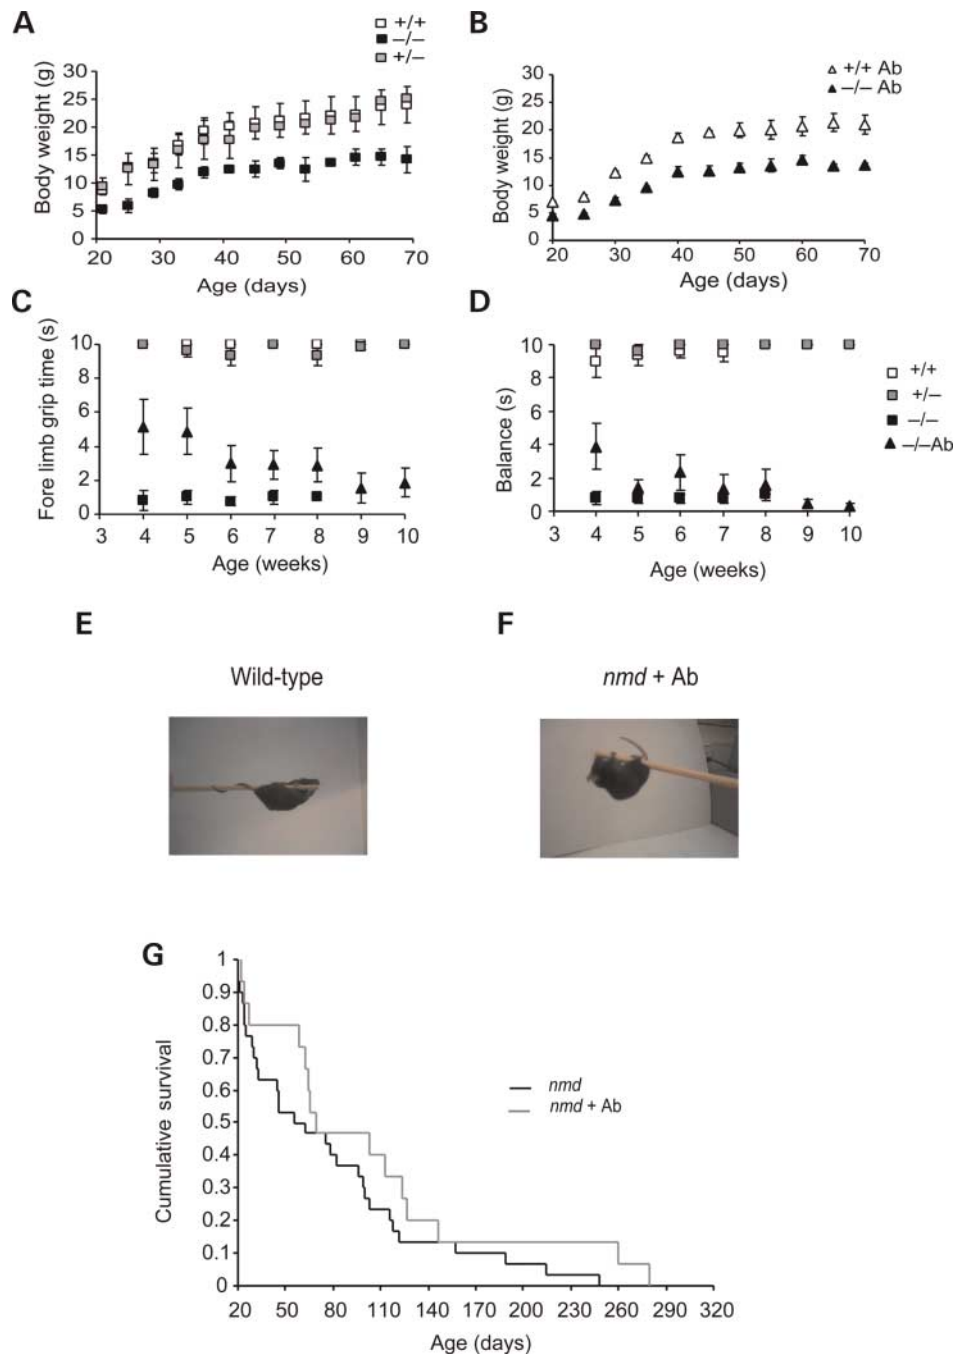 A
+/+
–/–
+/–
Body weight (g)
30
25
20
15
10
5
0
20 30 40 50 60 70
Age (days)
B
+/+ Ab
–/– Ab
Body weight (g)
30
25
20
15
10
5
0
20 30 40 50 60 70
Age (days)
C
Fore limb grip time (s)
10
8
6
4
2
0
3 4 5 6 7 8 9 10
Age (weeks)
D
+/+
+/–
–/–
–/–Ab
Balance (s)
10
8
6
4
2
0
3 4 5 6 7 8 9 10
Age (weeks)
E
Wild-type
F
nmd + Ab
G
nmd
nmd + Ab
Cumulative survival
1
0.9
0.8
0.7
0.6
0.5
0.4
0.3
0.2
0.1
0
20 50 80 110 140 170 200 230 260 290 320
Age (days)